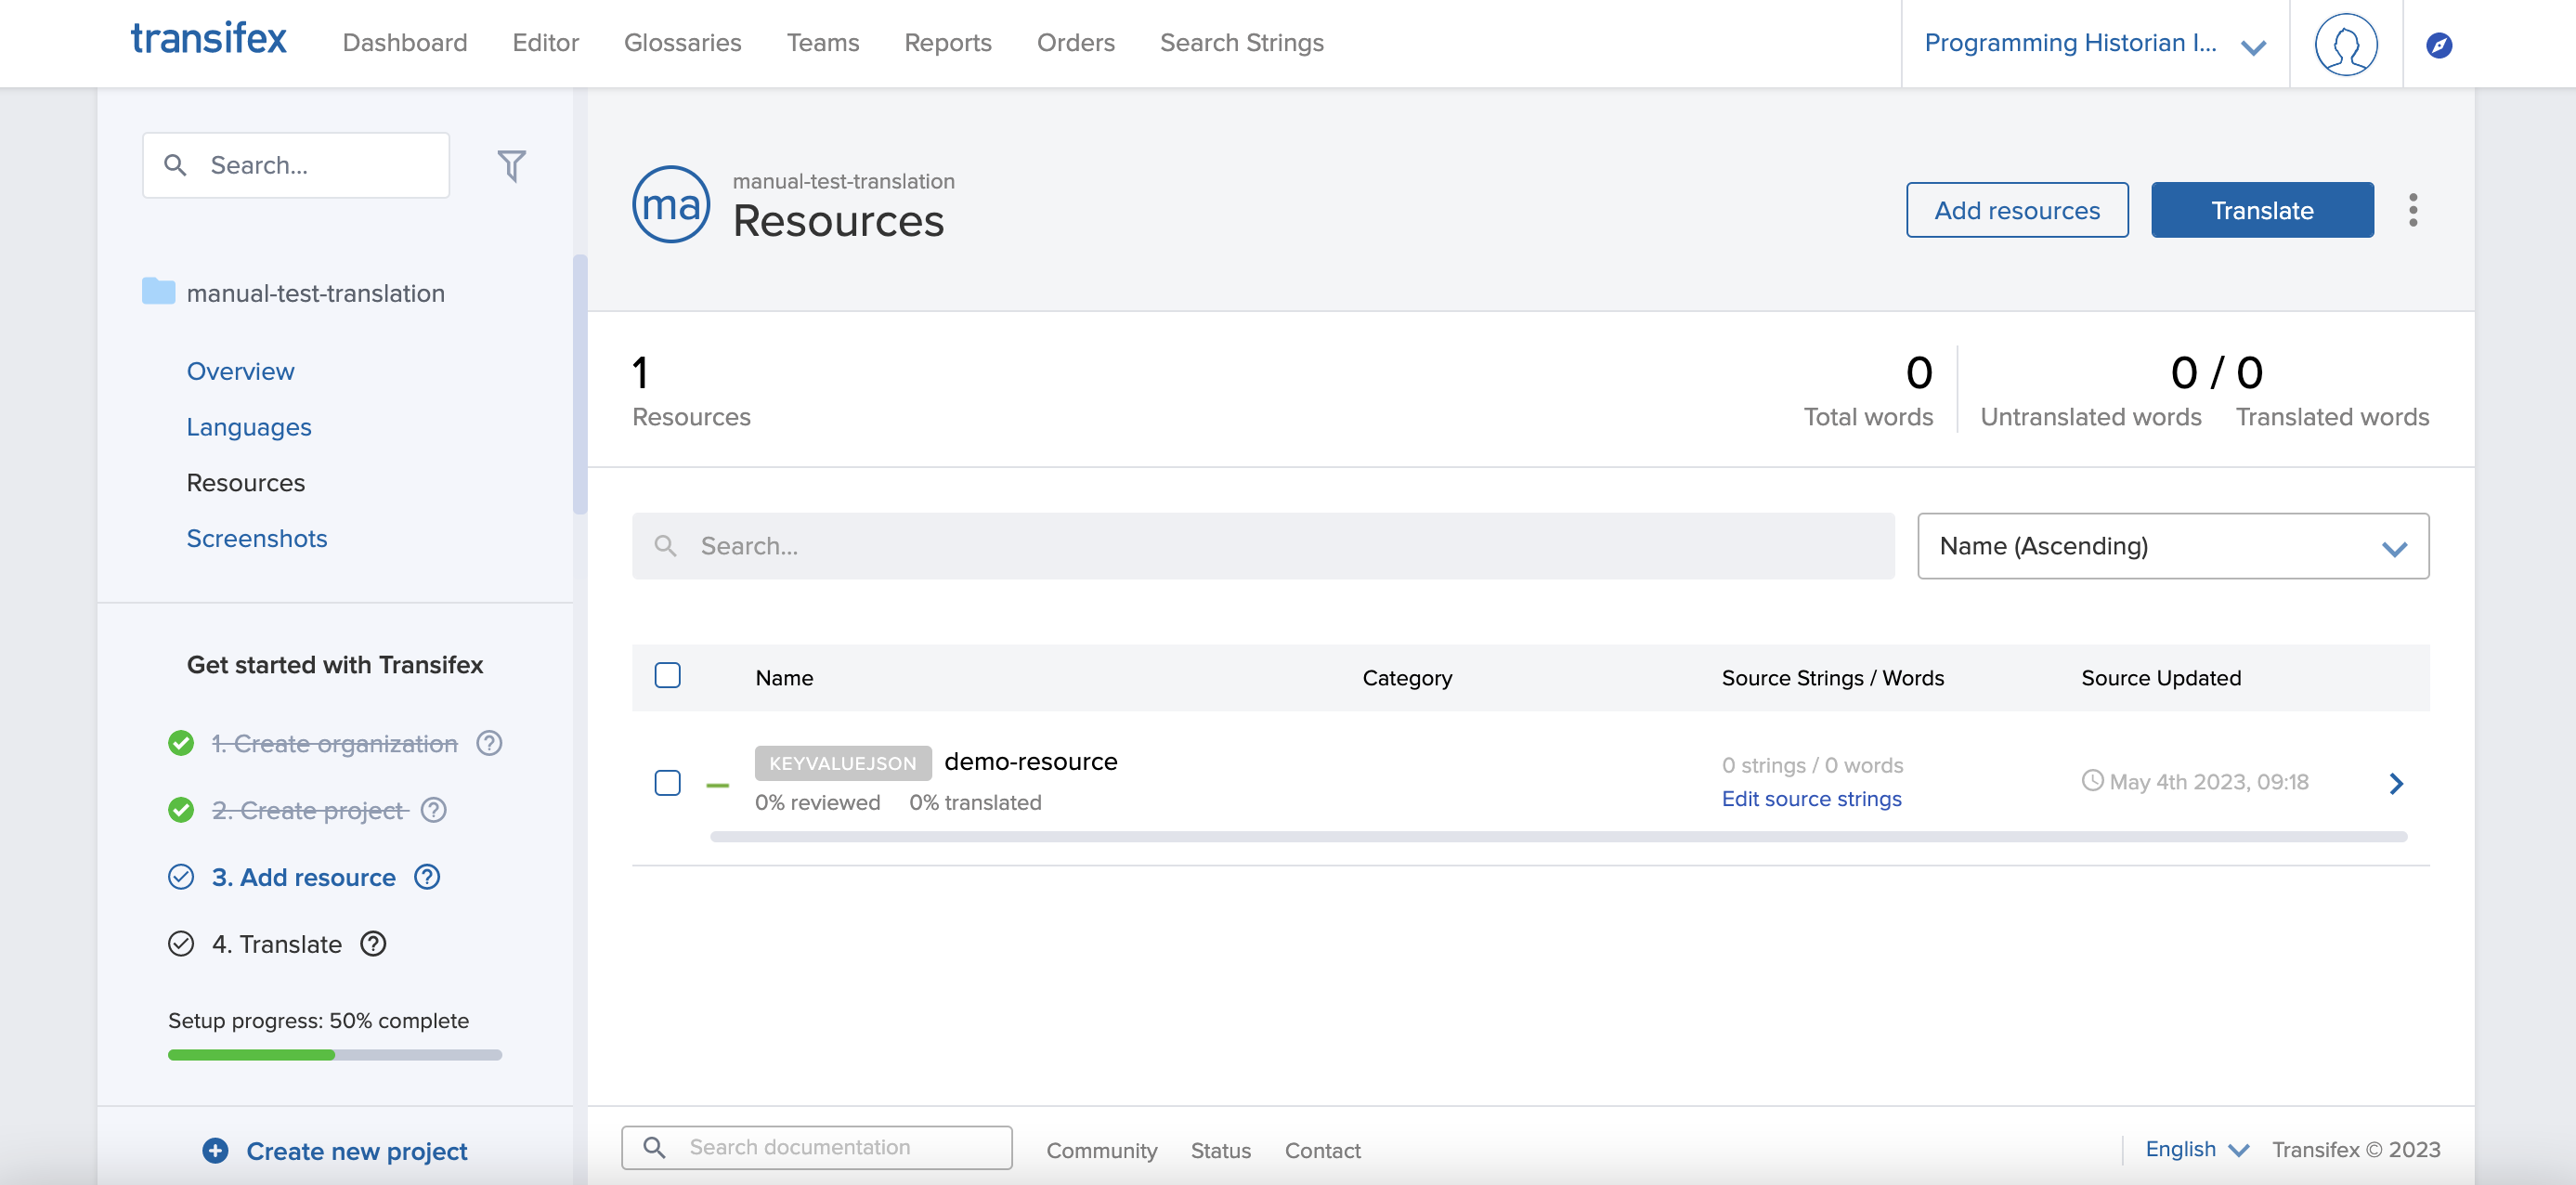 transifex Dashboard Editor Glossaries Teams Reports Orders Search Strings Programming Historian I...
Search...
manual-test-translation
Overview
Languages
Resources
Screenshots
Get started with Transifex
1. Create organization
2. Create project
3. Add resource
4. Translate
Setup progress: 50% complete
Create new project
ma
manual-test-translation
Resources
Add resources
Translate
1
Resources
0
Total words
0 / 0
Untranslated words Translated words
Search...
Name (Ascending)
Name Category Source Strings / Words Source Updated
KEYVALUEJSON demo-resource
0% reviewed 0% translated
0 strings / 0 words
Edit source strings
May 4th 2023, 09:18
Search documentation
Community Status Contact
English Transifex © 2023